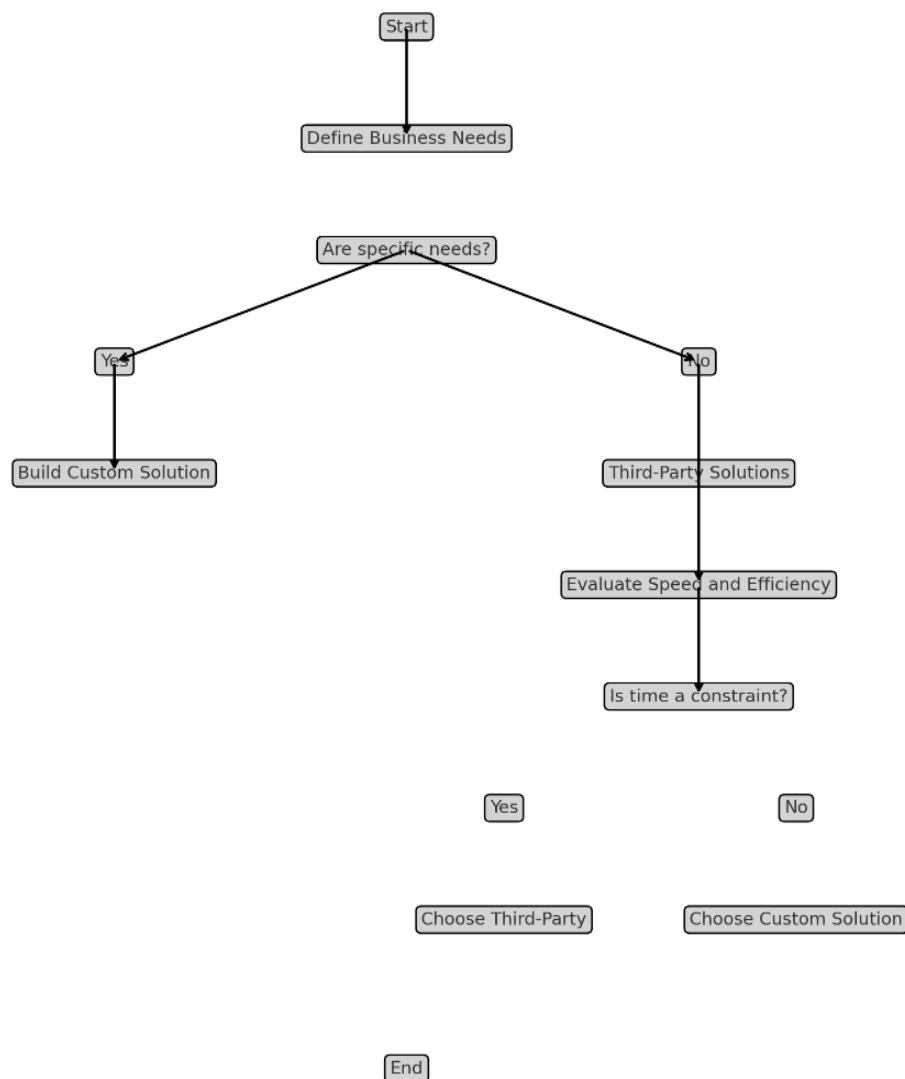 Start
Define Business Needs
Are specific needs?
Yes
No
Build Custom Solution
Third-Party Solutions
Evaluate Speed and Efficiency
Is time a constraint?
Yes
No
Choose Third-Party
Choose Custom Solution
End